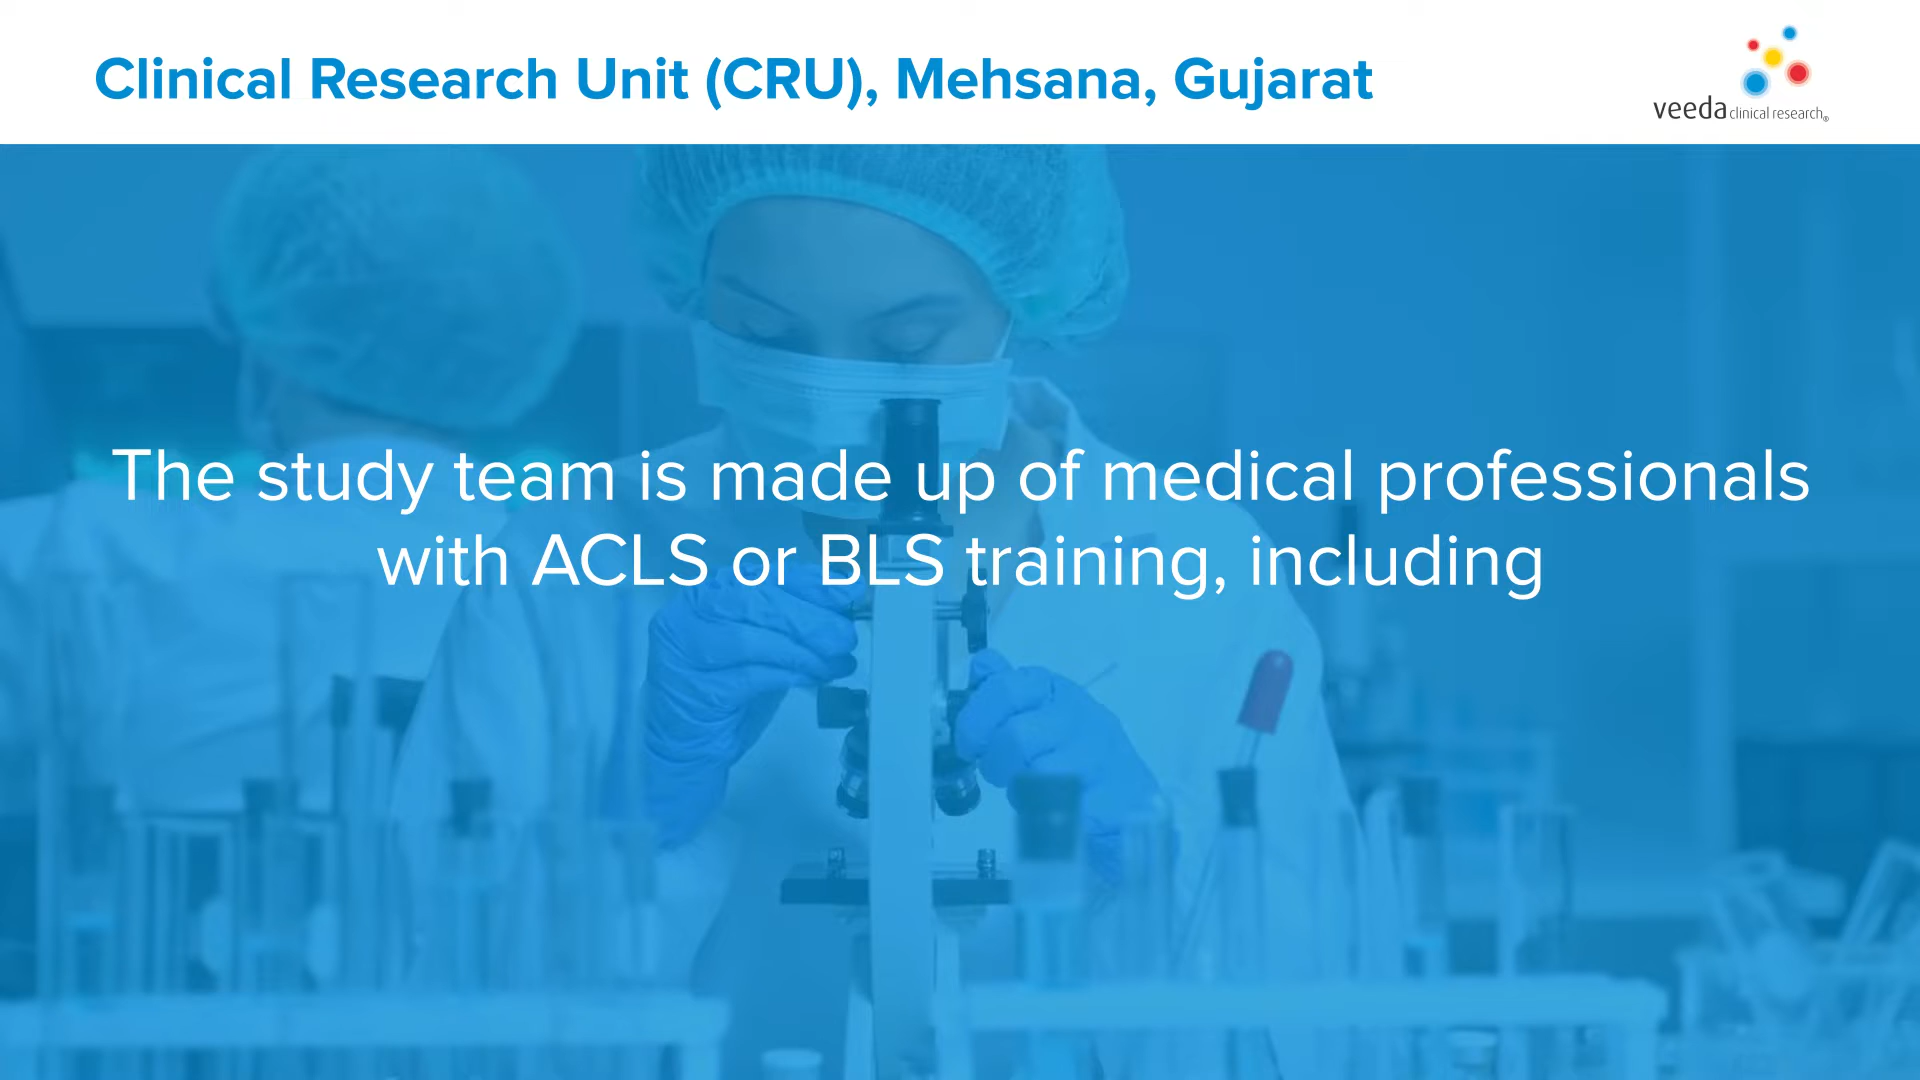 Clinical Research Unit (CRU), Mehsana, Gujarat
veeda clinical research®
The study team is made up of medical professionals
with ACLS or BLS training, including